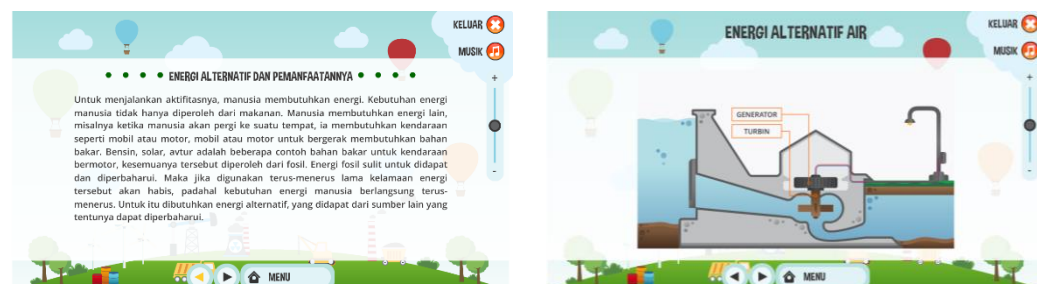 KELUAR
MUSIK
+
ENERGI ALTERNATIF DAN PEMANFAATANNYA
Untuk menjalankan aktifitasnya, manusia membutuhkan energi. Kebutuhan energi
manusia tidak hanya diperoleh dari makanan. Manusia membutuhkan energi lain,
misalnya ketika manusia akan pergi ke suatu tempat, ia membutuhkan kendaraan
seperti mobil atau motor, mobil atau motor untuk bergerak membutuhkan bahan
bakar. Bensin, solar, avtur adalah beberapa contoh bahan bakar untuk kendaraan
bermotor, kesemuanya tersebut diperoleh dari fosil. Energi fosil sulit untuk didapat
dan diperbaharui. Maka jika digunakan terus-menerus lama kelamaan energi
tersebut akan habis, padahal kebutuhan energi manusia berlangsung terus-
menerus. Untuk itu dibutuhkan energi alternatif, yang didapat dari sumber lain yang
tentunya dapat diperbaharui.
-
MENU
ENERGI ALTERNATIF AIR
KELUAR
MUSIK
+
GENERATOR
TURBIN
-
MENU